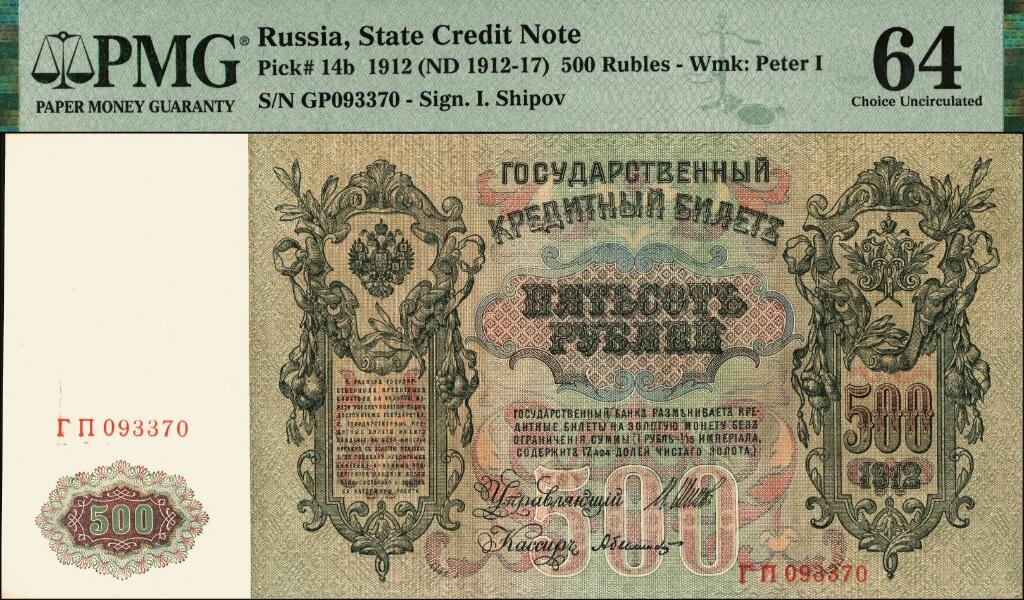 PMG®
PAPER MONEY GUARANTY
Russia, State Credit Note
Pick# 14b 1912 (ND 1912-17) 500 Rubles - Wmk: Peter I
S/N GP093370 - Sign. I. Shipov
64
Choice Uncirculated
ГОСУДАРСТВЕННЫЙ
КРЕДИТНЫЙ БИЛЕТЪ
ПЯТЬСОТЪ
РУБЛЕЙ
ГОСУДАРСТВЕННЫЙ БАНКЪ РАЗМѢНИВАЕТЪ КРЕ-
ДИТНЫЕ БИЛЕТЫ НА ЗОЛОТУЮ МОНЕТУ БЕЗЪ
ОГРАНИЧЕНІЯ СУММЫ (1 РУБЛЬ = 1/15 ИМПЕРІАЛА,
СОДЕРЖИТЪ 17,424 ДОЛЕЙ ЧИСТАГО ЗОЛОТА.)
500
1912
ГП 093370
500
Управляющій
Кассиръ
500
ГП 093370